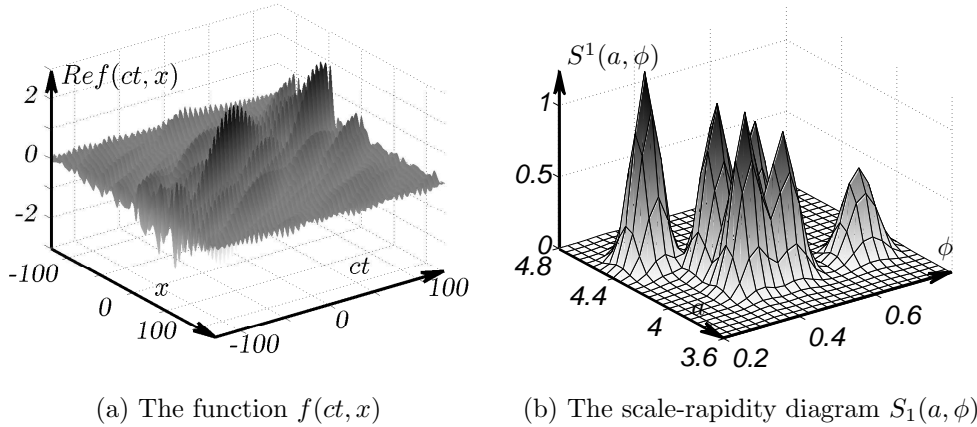 Ref(ct, x)
2
0
-2
-100
0
100
x
-100
0
100
ct
S¹(a, ϕ)
1
0.5
0
4.8
4.4
4
3.6
a
0.2
0.4
0.6
ϕ
(a) The function f(ct, x)
(b) The scale-rapidity diagram S₁(a, ϕ)